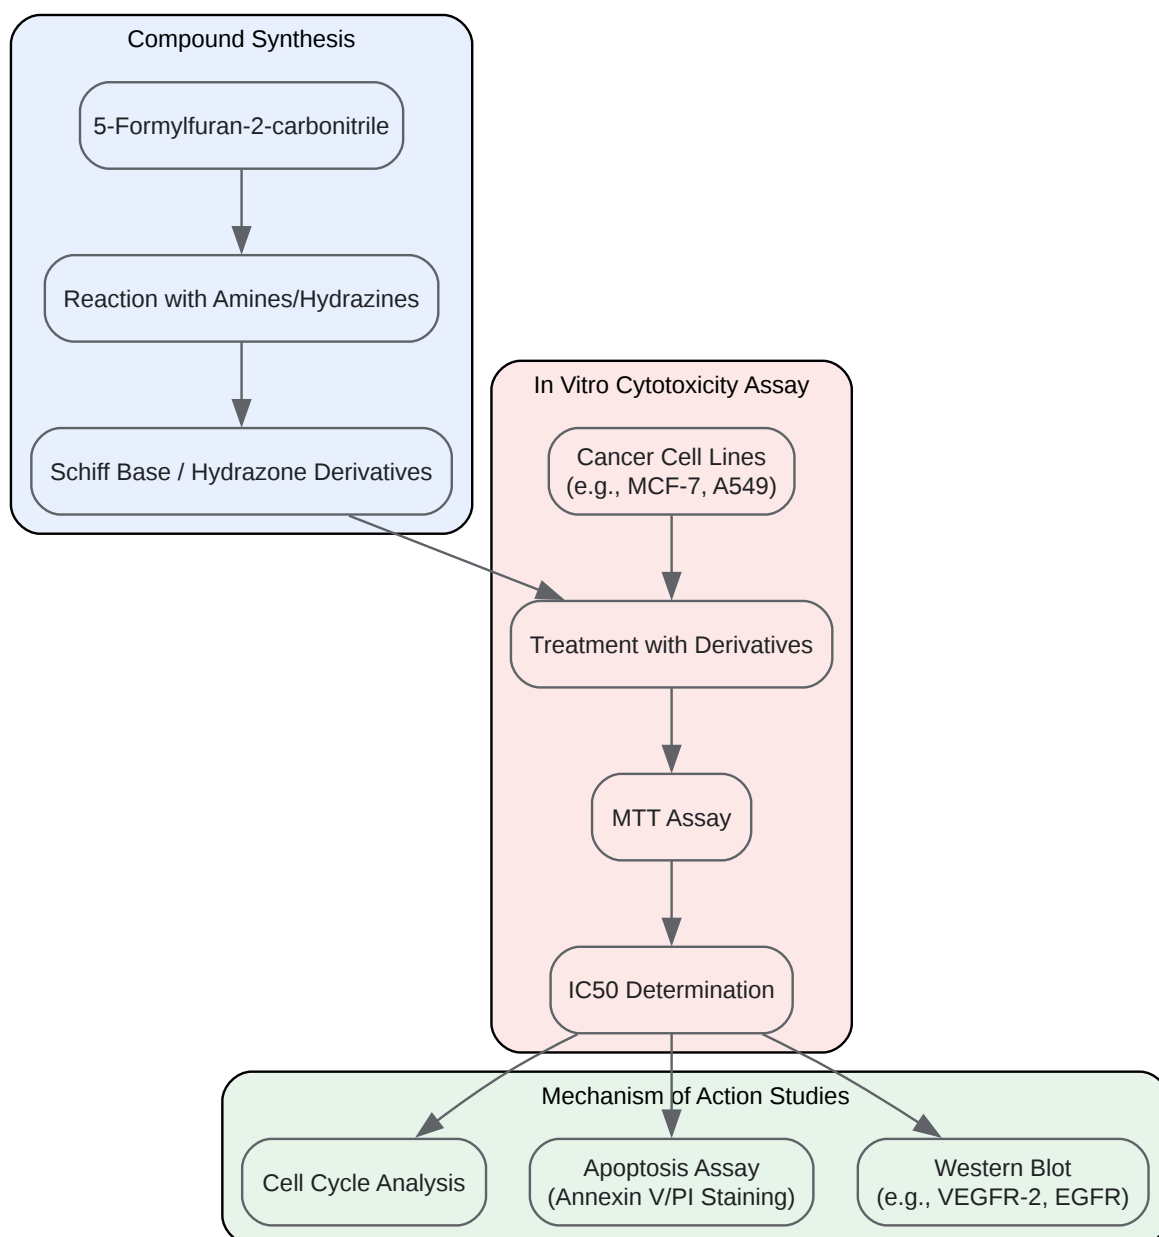 Compound Synthesis
5-Formylfuran-2-carbonitrile
Reaction with Amines/Hydrazines
Schiff Base / Hydrazone Derivatives
In Vitro Cytotoxicity Assay
Cancer Cell Lines
(e.g., MCF-7, A549)
Treatment with Derivatives
MTT Assay
IC50 Determination
Mechanism of Action Studies
Cell Cycle Analysis
Apoptosis Assay
(Annexin V/PI Staining)
Western Blot
(e.g., VEGFR-2, EGFR)